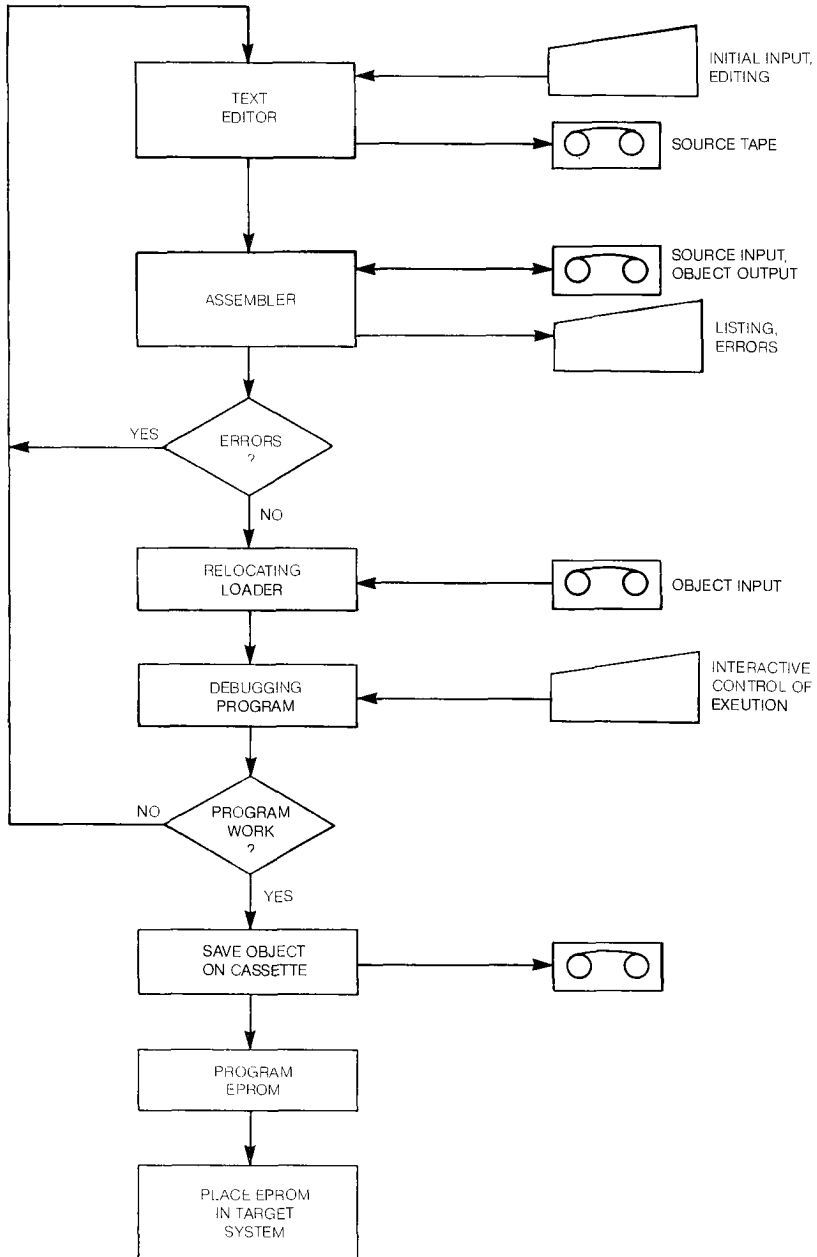 TEXT
EDITOR
INITIAL INPUT,
EDITING
SOURCE TAPE
ASSEMBLER
SOURCE INPUT,
OBJECT OUTPUT
LISTING,
ERRORS
YES
ERRORS
?
NO
RELOCATING
LOADER
OBJECT INPUT
DEBUGGING
PROGRAM
INTERACTIVE
CONTROL OF
EXEUTION
NO
PROGRAM
WORK
?
YES
SAVE OBJECT
ON CASSETTE
PROGRAM
EPROM
PLACE EPROM
IN TARGET
SYSTEM